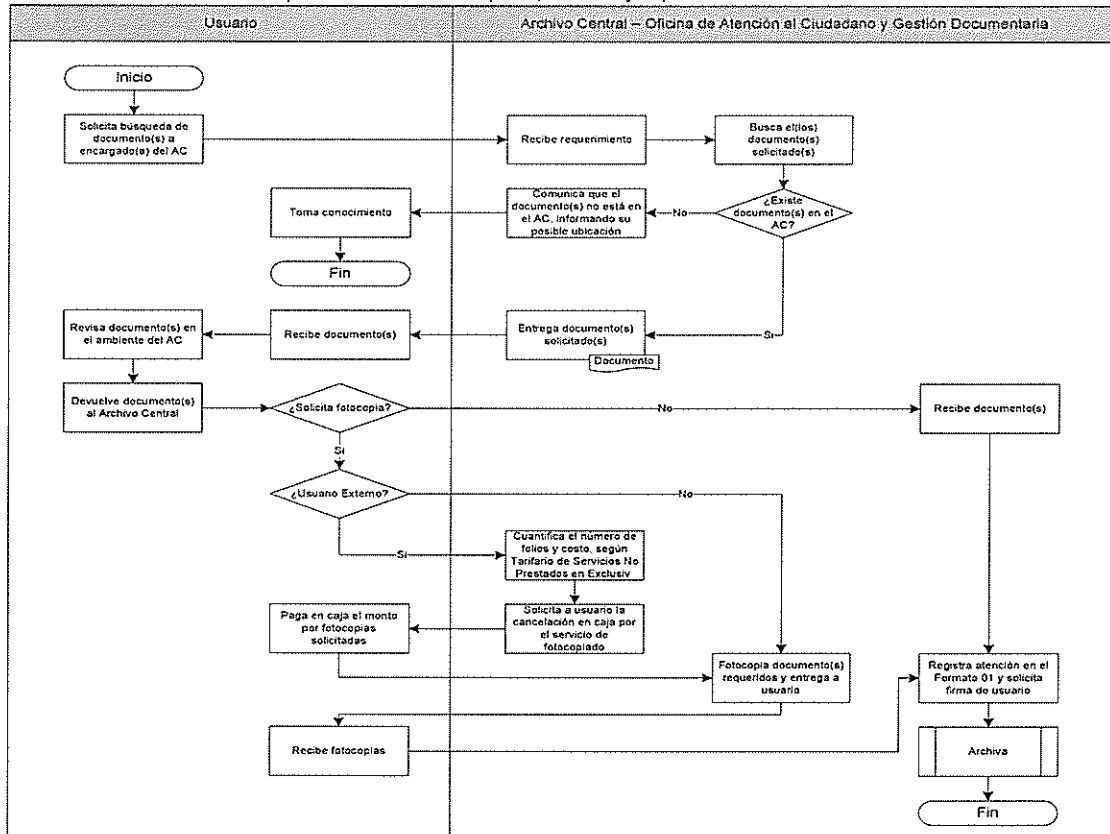 Usuario
Archivo Central – Oficina de Atención al Ciudadano y Gestión Documentaria
Inicio
Solicita búsqueda de
documento(s) a
encargado(a) del AC
Recibe requerimiento
Busca el(los)
documento(s)
solicitado(s)
Toma conocimiento
Comunica que el
documento(s) no está en
el AC, informando su
posible ubicación
No
¿Existe
documento(s) en el
AC?
Fin
Revisa documento(s) en
el ambiente del AC
Recibe documento(s)
Entrega documento(s)
solicitado(s)
Documento
Si
Devuelve documento(s)
al Archivo Central
¿Solicita fotocopia?
No
Recibe documento(s)
Si
¿Usuario Externo?
No
Si
Cuantifica el número de
folios y costo, según
Tarifario de Servicios No
Prestados en Exclusiv
Paga en caja el monto
por fotocopias
solicitadas
Solicita a usuario la
cancelación en caja por
el servicio de
fotocopiado
Fotocopia documento(s)
requeridos y entrega a
usuario
Registra atención en el
Formato 01 y solicita
firma de usuario
Recibe fotocopias
Archiva
Fin